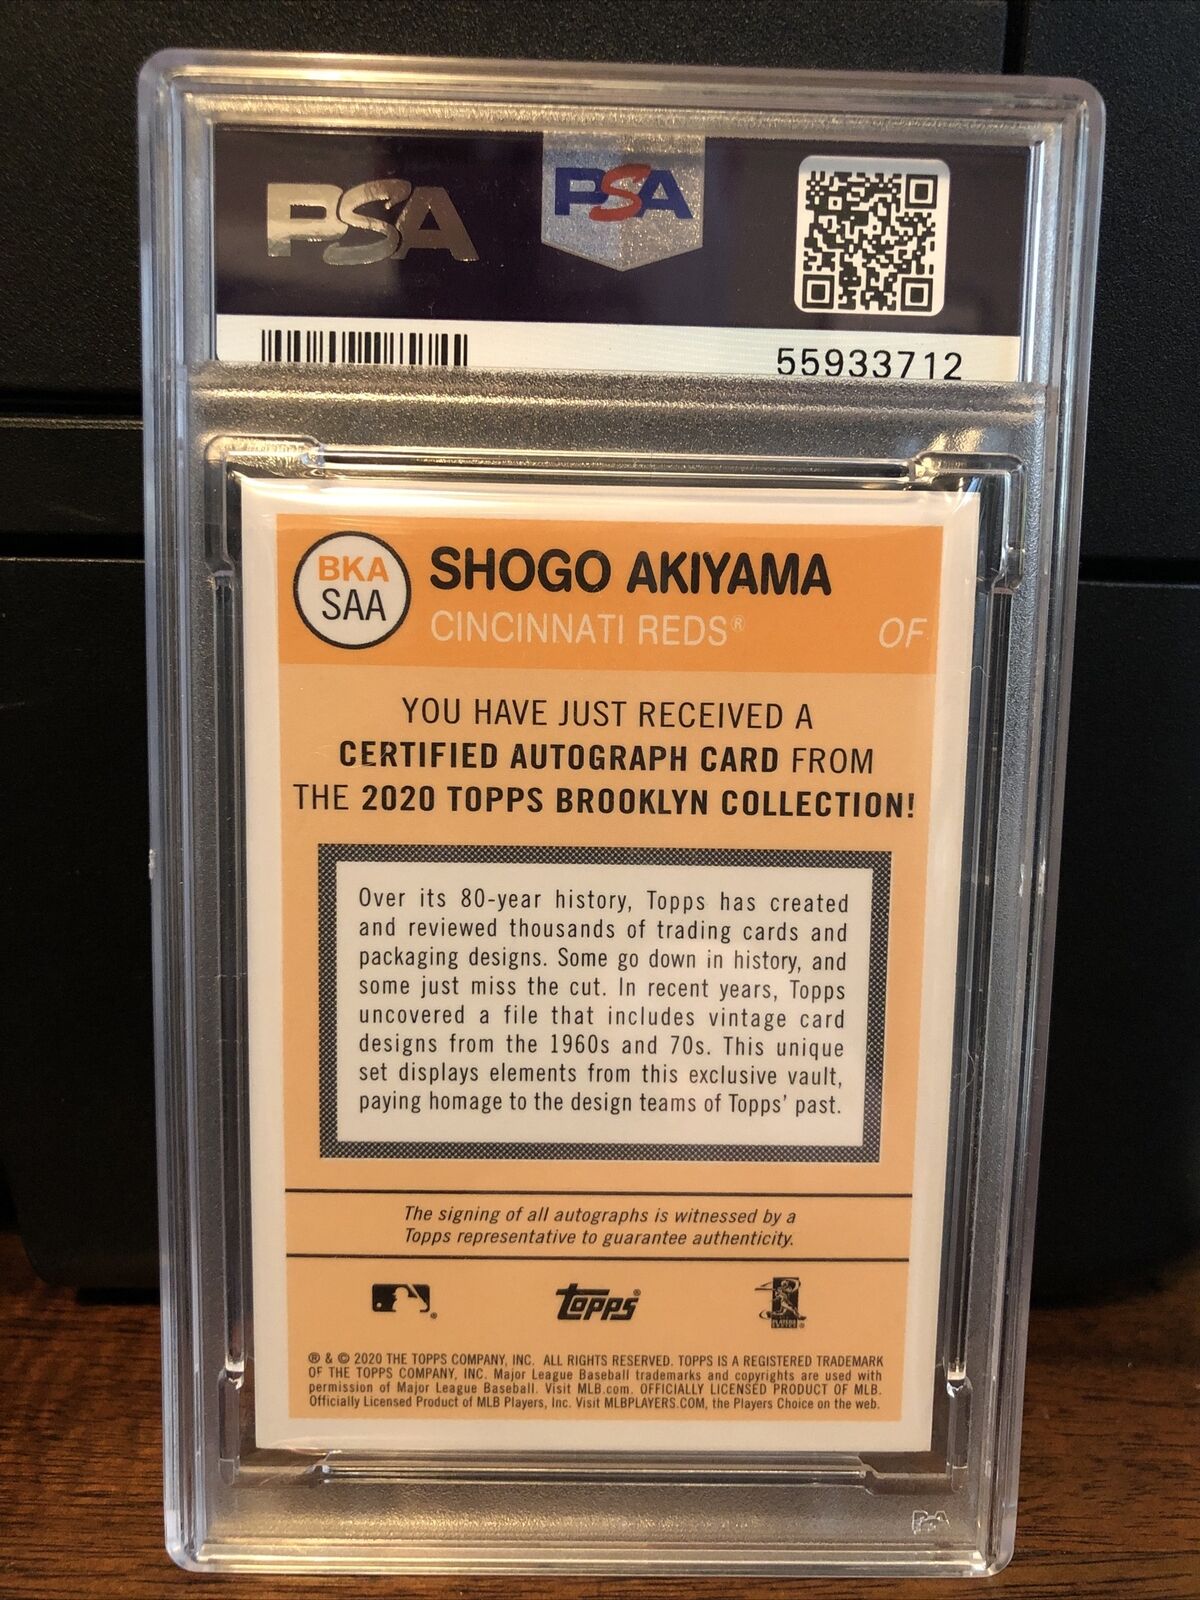 PSA PSA
55933712
BKA
SAA
SHOGO AKIYAMA
CINCINNATI REDS® OF
YOU HAVE JUST RECEIVED A
CERTIFIED AUTOGRAPH CARD FROM
THE 2020 TOPPS BROOKLYN COLLECTION!
Over its 80-year history, Topps has created
and reviewed thousands of trading cards and
packaging designs. Some go down in history, and
some just miss the cut. In recent years, Topps
uncovered a file that includes vintage card
designs from the 1960s and 70s. This unique
set displays elements from this exclusive vault,
paying homage to the design teams of Topps' past.
The signing of all autographs is witnessed by a
Topps representative to guarantee authenticity.
® topps® PLAYERS CHOICE ®
® & © 2020 THE TOPPS COMPANY, INC. ALL RIGHTS RESERVED. TOPPS IS A REGISTERED TRADEMARK
OF THE TOPPS COMPANY, INC. Major League Baseball trademarks and copyrights are used with
permission of Major League Baseball. Visit MLB.com. OFFICIALLY LICENSED PRODUCT OF MLB.
Officially Licensed Product of MLB Players, Inc. Visit MLBPLAYERS.COM, the Players Choice on the web.
PSA